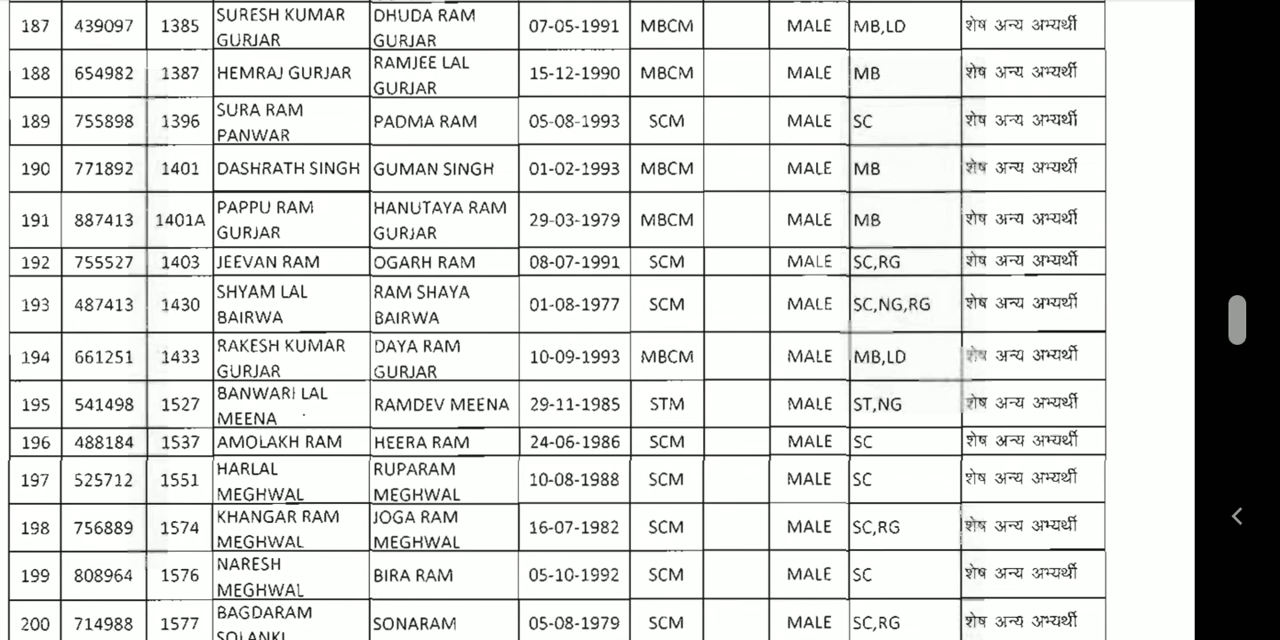 187 439097 1385 SURESH KUMAR GURJAR DHUDA RAM GURJAR 07-05-1991 MBCM MALE MB,LD शेष अन्य अभ्यर्थी
188 654982 1387 HEMRAJ GURJAR RAMJEE LAL GURJAR 15-12-1990 MBCM MALE MB शेष अन्य अभ्यर्थी
189 755898 1396 SURA RAM PANWAR PADMA RAM 05-08-1993 SCM MALE SC शेष अन्य अभ्यर्थी
190 771892 1401 DASHRATH SINGH GUMAN SINGH 01-02-1993 MBCM MALE MB शेष अन्य अभ्यर्थी
191 887413 1401A PAPPU RAM GURJAR HANUTAYA RAM GURJAR 29-03-1979 MBCM MALE MB शेष अन्य अभ्यर्थी
192 755527 1403 JEEVAN RAM OGARH RAM 08-07-1991 SCM MALE SC,RG शेष अन्य अभ्यर्थी
193 487413 1430 SHYAM LAL BAIRWA RAM SHAYA BAIRWA 01-08-1977 SCM MALE SC,NG,RG शेष अन्य अभ्यर्थी
194 661251 1433 RAKESH KUMAR GURJAR DAYA RAM GURJAR 10-09-1993 MBCM MALE MB,LD शेष अन्य अभ्यर्थी
195 541498 1527 BANWARI LAL MEENA RAMDEV MEENA 29-11-1985 STM MALE ST,NG शेष अन्य अभ्यर्थी
196 488184 1537 AMOLAKH RAM HEERA RAM 24-06-1986 SCM MALE SC शेष अन्य अभ्यर्थी
197 525712 1551 HARLAL MEGHWAL RUPARAM MEGHWAL 10-08-1988 SCM MALE SC शेष अन्य अभ्यर्थी
198 756889 1574 KHANGAR RAM MEGHWAL JOGA RAM MEGHWAL 16-07-1982 SCM MALE SC,RG शेष अन्य अभ्यर्थी
199 808964 1576 NARESH MEGHWAL BIRA RAM 05-10-1992 SCM MALE SC शेष अन्य अभ्यर्थी
200 714988 1577 BAGDARAM SOLANKI SONARAM 05-08-1979 SCM MALE SC,RG शेष अन्य अभ्यर्थी